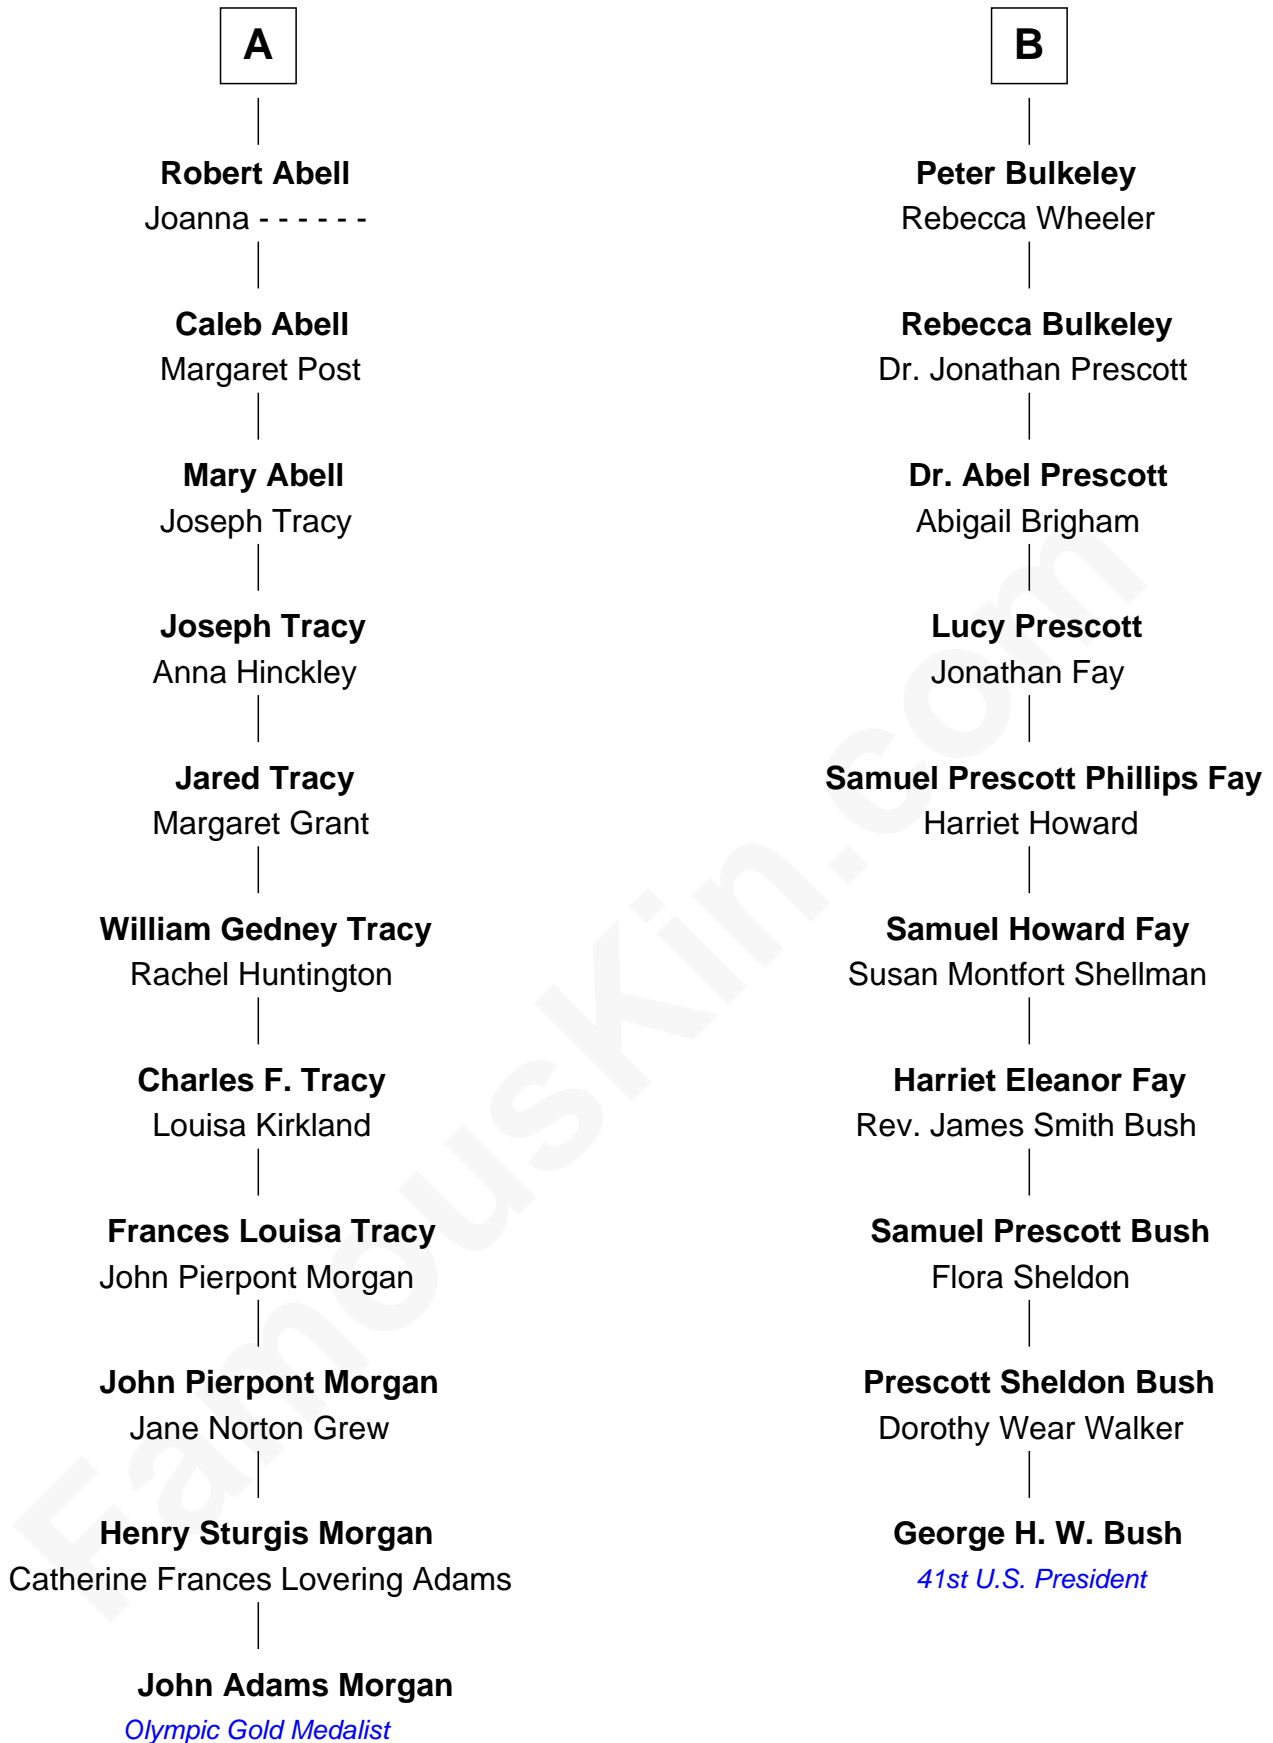 A
Robert Abell
Joanna - - - - - -
Caleb Abell
Margaret Post
Mary Abell
Joseph Tracy
Joseph Tracy
Anna Hinckley
Jared Tracy
Margaret Grant
William Gedney Tracy
Rachel Huntington
Charles F. Tracy
Louisa Kirkland
Frances Louisa Tracy
John Pierpont Morgan
John Pierpont Morgan
Jane Norton Grew
Henry Sturgis Morgan
Catherine Frances Lovering Adams
John Adams Morgan
Olympic Gold Medalist
B
Peter Bulkeley
Rebecca Wheeler
Rebecca Bulkeley
Dr. Jonathan Prescott
Dr. Abel Prescott
Abigail Brigham
Lucy Prescott
Jonathan Fay
Samuel Prescott Phillips Fay
Harriet Howard
Samuel Howard Fay
Susan Montfort Shellman
Harriet Eleanor Fay
Rev. James Smith Bush
Samuel Prescott Bush
Flora Sheldon
Prescott Sheldon Bush
Dorothy Wear Walker
George H. W. Bush
41st U.S. President
FamousKin.com